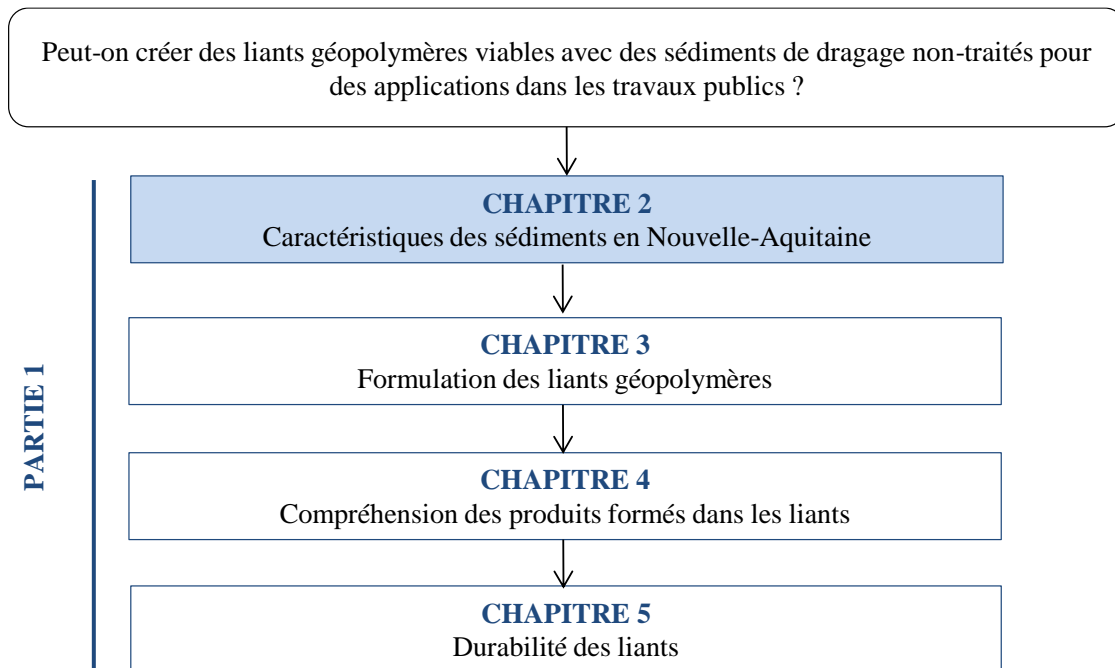 Peut-on créer des liants géopolymères viables avec des sédiments de dragage non-traités pour
des applications dans les travaux publics ?
PARTIE 1
CHAPITRE 2
Caractéristiques des sédiments en Nouvelle-Aquitaine
CHAPITRE 3
Formulation des liants géopolymères
CHAPITRE 4
Compréhension des produits formés dans les liants
CHAPITRE 5
Durabilité des liants